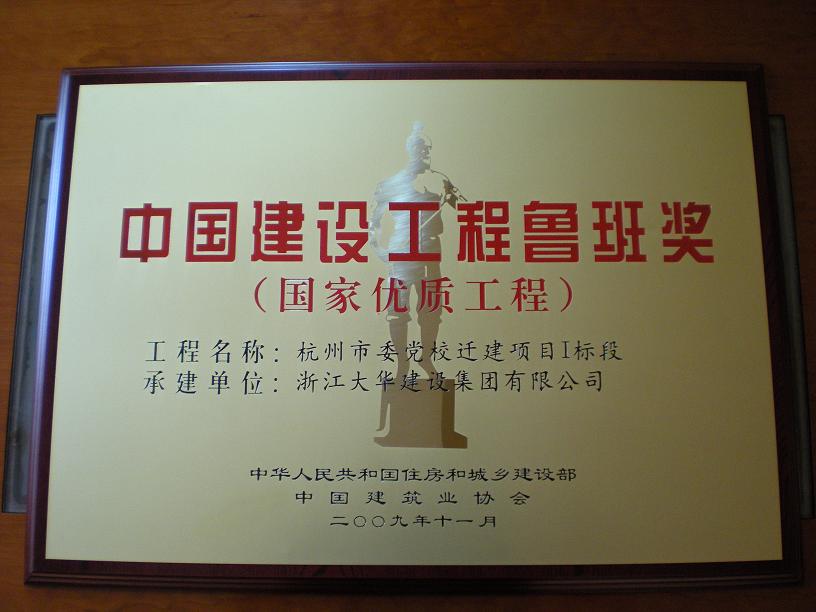 中国建设工程鲁班奖
（国家优质工程）
工程名称：杭州市委党校迁建项目I标段
承建单位：浙江大华建设集团有限公司
中华人民共和国住房和城乡建设部
中国建筑业协会
二〇〇九年十一月